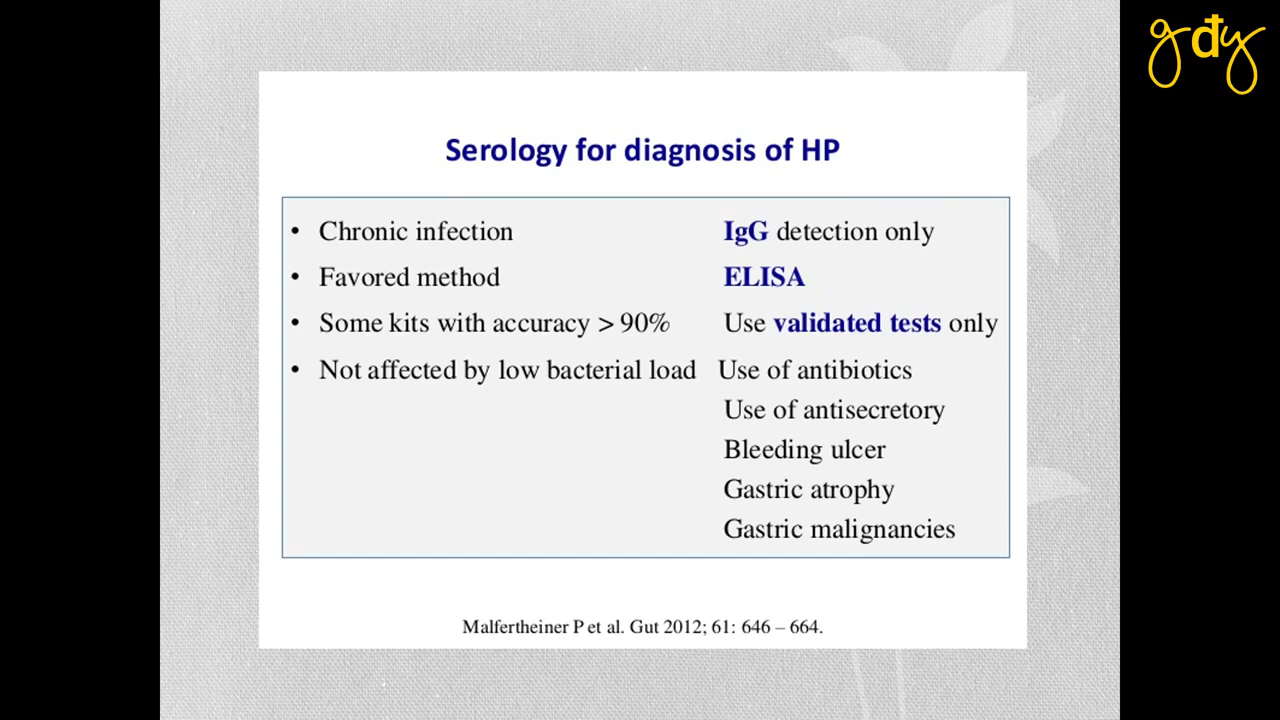 gdy
Serology for diagnosis of HP
• Chronic infection IgG detection only
• Favored method ELISA
• Some kits with accuracy > 90% Use validated tests only
• Not affected by low bacterial load Use of antibiotics
Use of antisecretory
Bleeding ulcer
Gastric atrophy
Gastric malignancies
Malfertheiner P et al. Gut 2012; 61: 646 – 664.